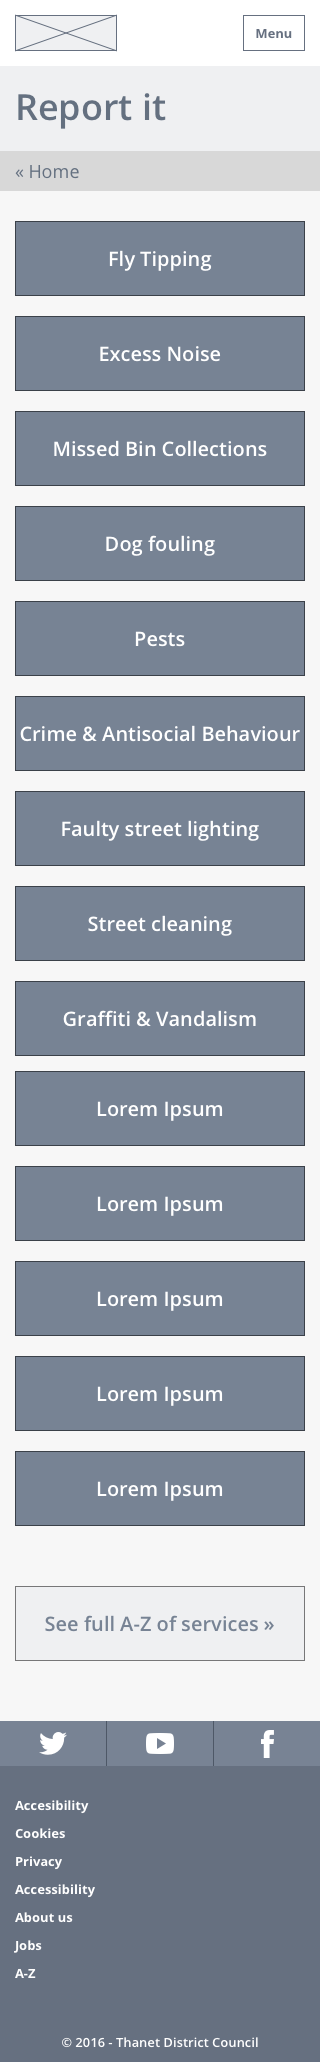 Menu
Report it
« Home
Fly Tipping
Excess Noise
Missed Bin Collections
Dog fouling
Pests
Crime & Antisocial Behaviour
Faulty street lighting
Street cleaning
Graffiti & Vandalism
Lorem Ipsum
Lorem Ipsum
Lorem Ipsum
Lorem Ipsum
Lorem Ipsum
See full A-Z of services »
Accesibility
Cookies
Privacy
Accessibility
About us
Jobs
A-Z
© 2016 - Thanet District Council